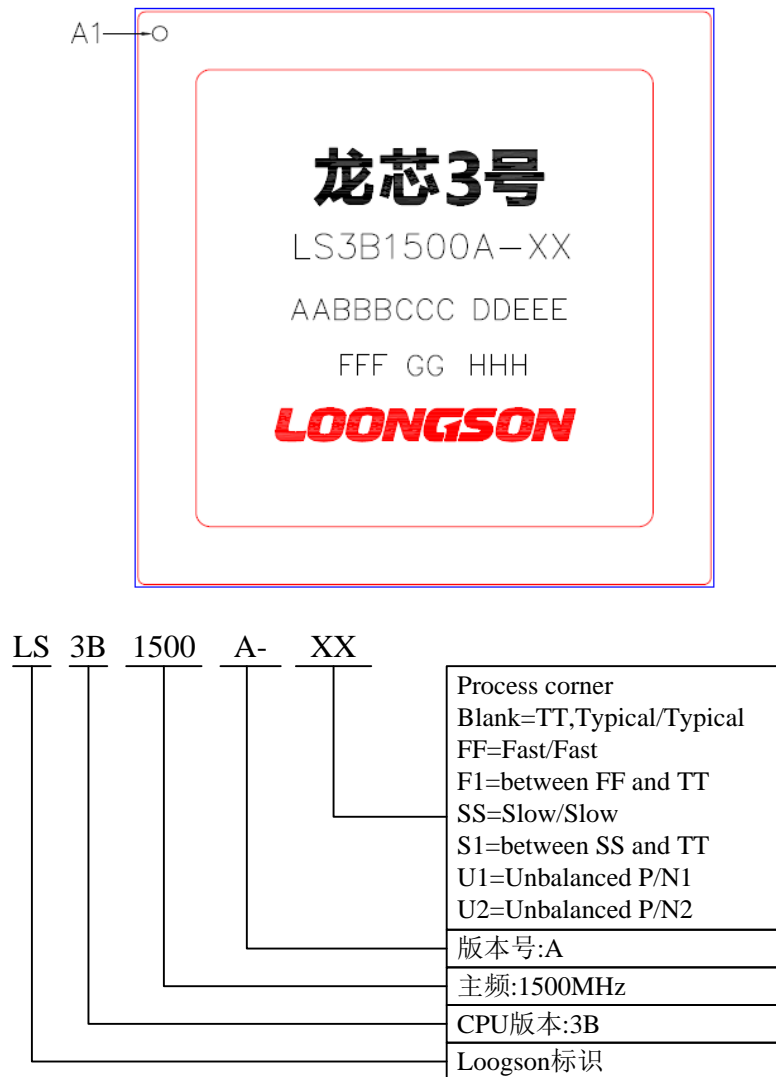 A1
龙芯3号
LS3B1500A-XX
AABBBCCC DDEEE
FFF GG HHH
LOONGSON
LS 3B 1500 A- XX
Process corner
Blank=TT,Typical/Typical
FF=Fast/Fast
F1=between FF and TT
SS=Slow/Slow
S1=between SS and TT
U1=Unbalanced P/N1
U2=Unbalanced P/N2
版本号:A
主频:1500MHz
CPU版本:3B
Loogson标识